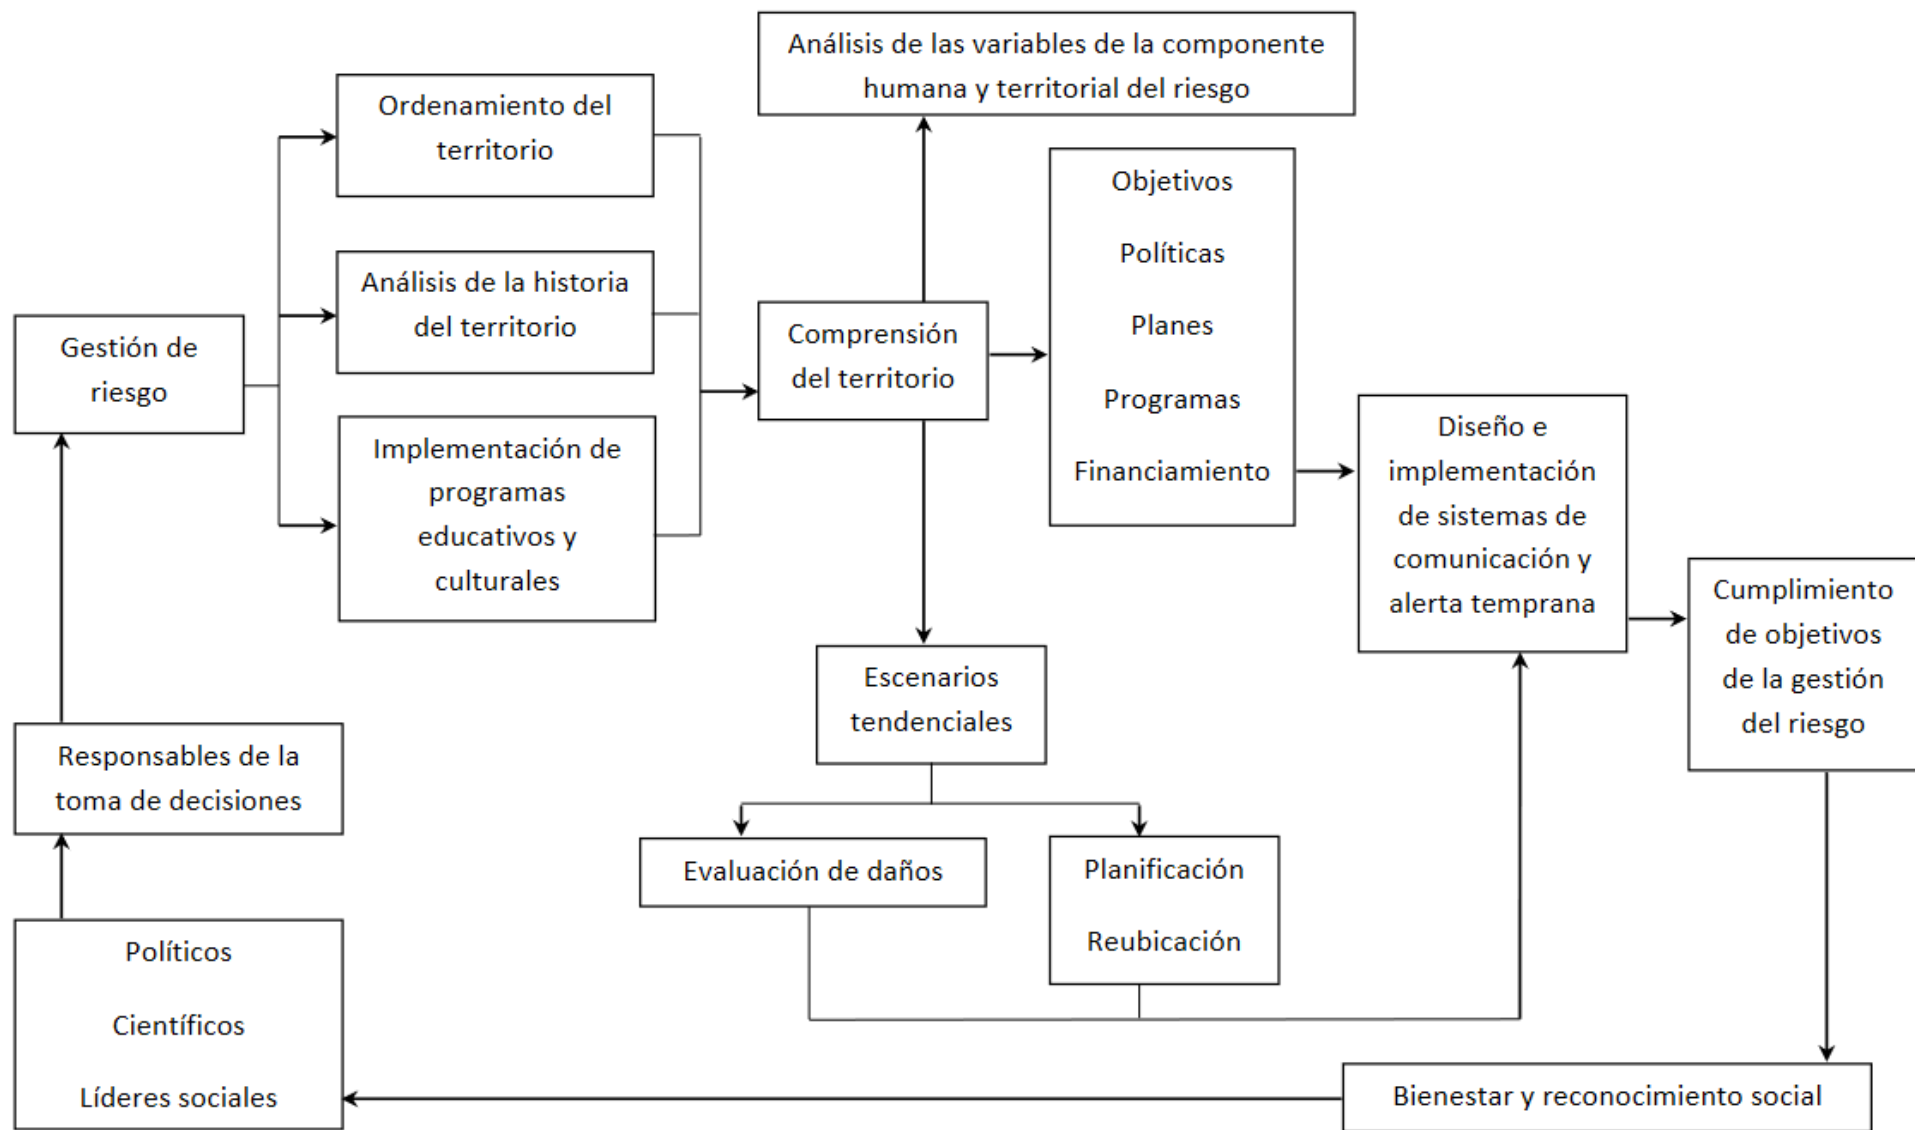 Análisis de las variables de la componente
humana y territorial del riesgo
Ordenamiento del
territorio
Análisis de la historia
del territorio
Implementación de
programas
educativos y
culturales
Gestión de
riesgo
Comprensión
del territorio
Objetivos
Políticas
Planes
Programas
Financiamiento
Diseño e
implementación
de sistemas de
comunicación y
alerta temprana
Cumplimiento
de objetivos
de la gestión
del riesgo
Escenarios
tendenciales
Evaluación de daños
Planificación
Reubicación
Responsables de la
toma de decisiones
Políticos
Científicos
Líderes sociales
Bienestar y reconocimiento social